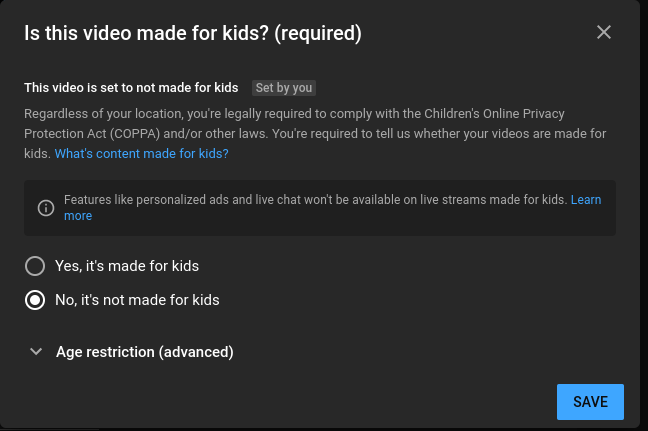 Is this video made for kids? (required)
This video is set to not made for kids Set by you
Regardless of your location, you're legally required to comply with the Children's Online Privacy
Protection Act (COPPA) and/or other laws. You're required to tell us whether your videos are made for
kids. What's content made for kids?
Features like personalized ads and live chat won't be available on live streams made for kids. Learn
more
Yes, it's made for kids
No, it's not made for kids
Age restriction (advanced)
SAVE